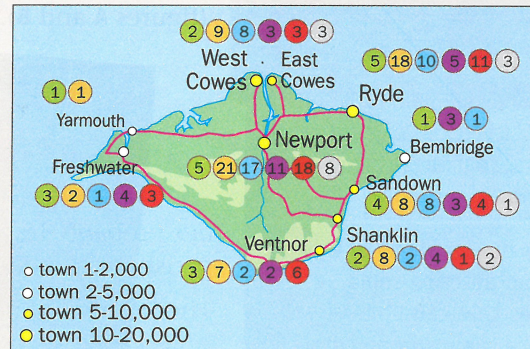 2 9 8 3 3 3
West East
Cowes Cowes
5 18 10 5 11 3
1 1
Ryde
Yarmouth
1 3 1
Newport
Bembridge
Freshwater
5 21 17 11 18 8
Sandown
3 2 1 4 3
4 8 8 3 4 1
Shanklin
Ventnor
2 8 2 4 1 2
3 7 2 2 6
town 1-2,000
town 2-5,000
town 5-10,000
town 10-20,000